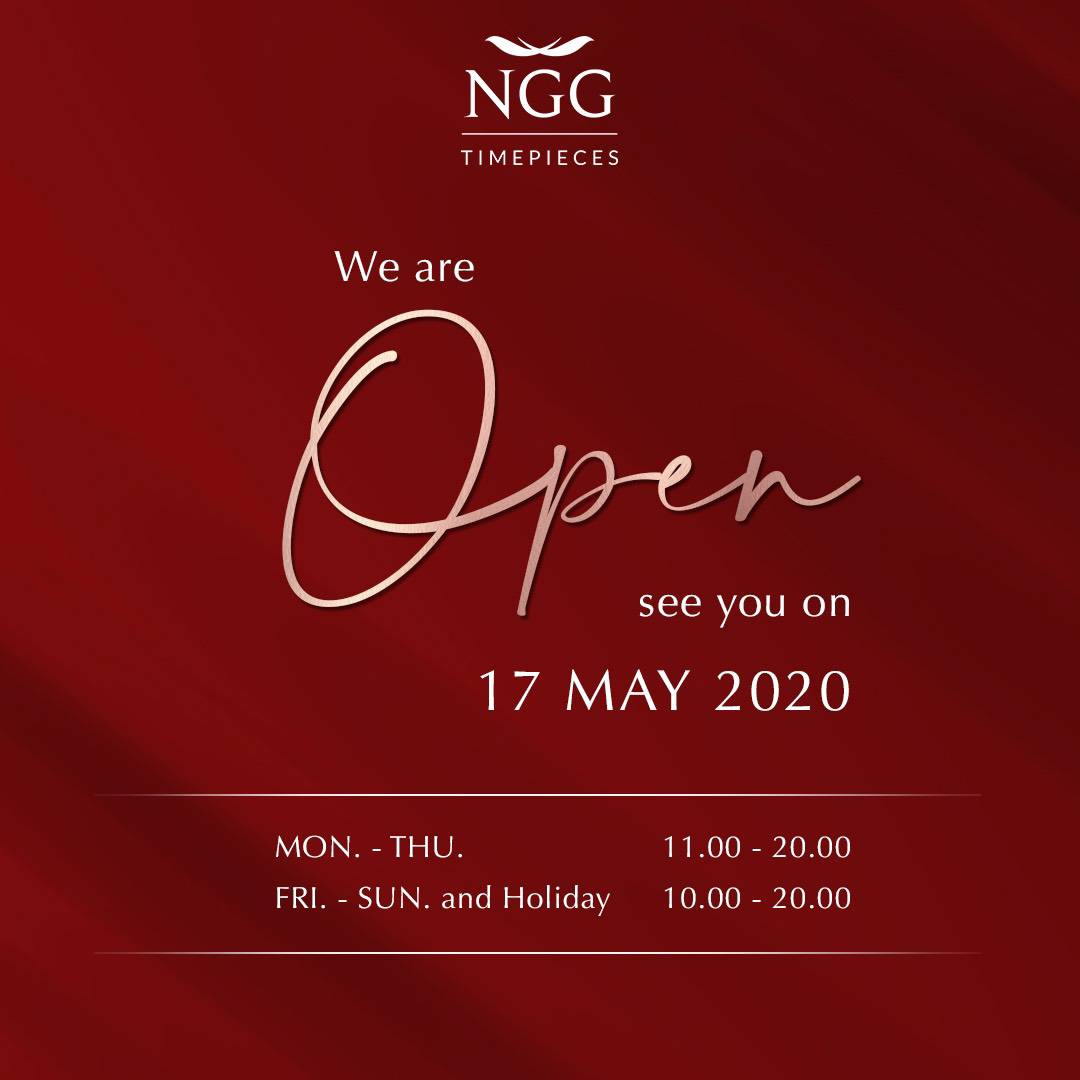 NGG
TIMEPIECES
We are
Open
see you on
17 MAY 2020
MON. - THU. 11.00 - 20.00
FRI. - SUN. and Holiday 10.00 - 20.00